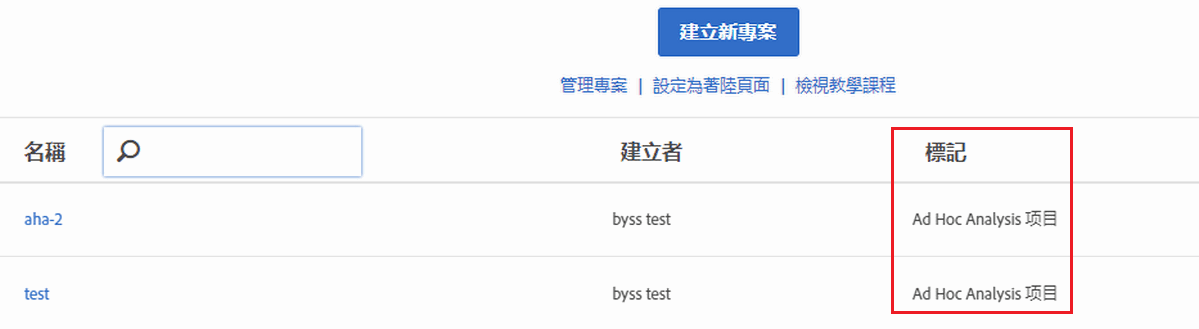 建立新專案
管理專案 | 設定為著陸頁面 | 檢視教學課程
名稱 建立者 標記
aha-2 byss test Ad Hoc Analysis 项目
test byss test Ad Hoc Analysis 项目